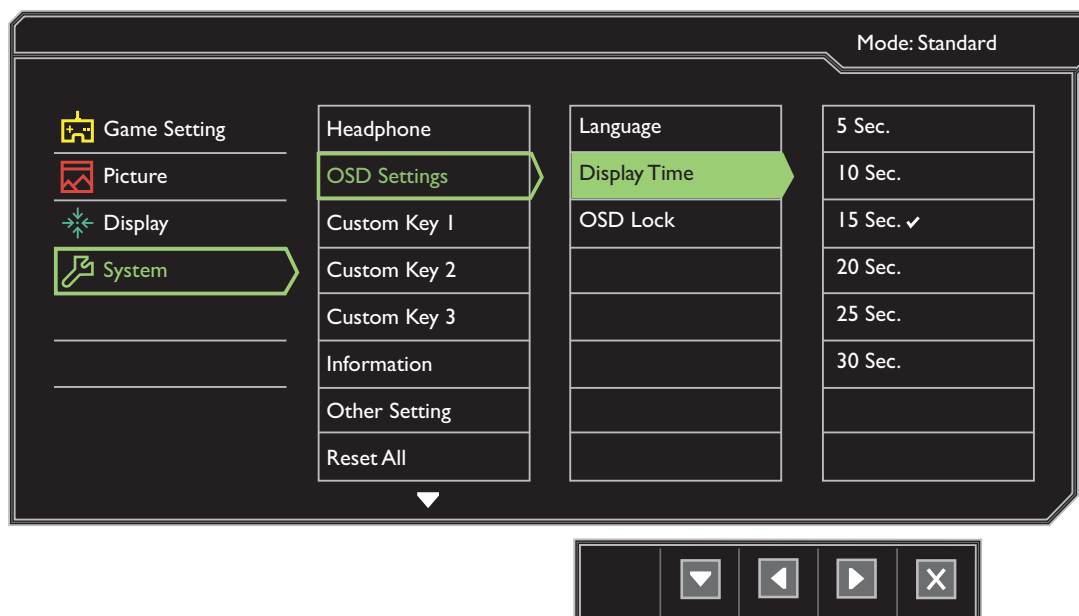 Mode: Standard
Game Setting
Picture
Display
System
Headphone
OSD Settings
Custom Key 1
Custom Key 2
Custom Key 3
Information
Other Setting
Reset All
Language
Display Time
OSD Lock
5 Sec.
10 Sec.
15 Sec. ✓
20 Sec.
25 Sec.
30 Sec.